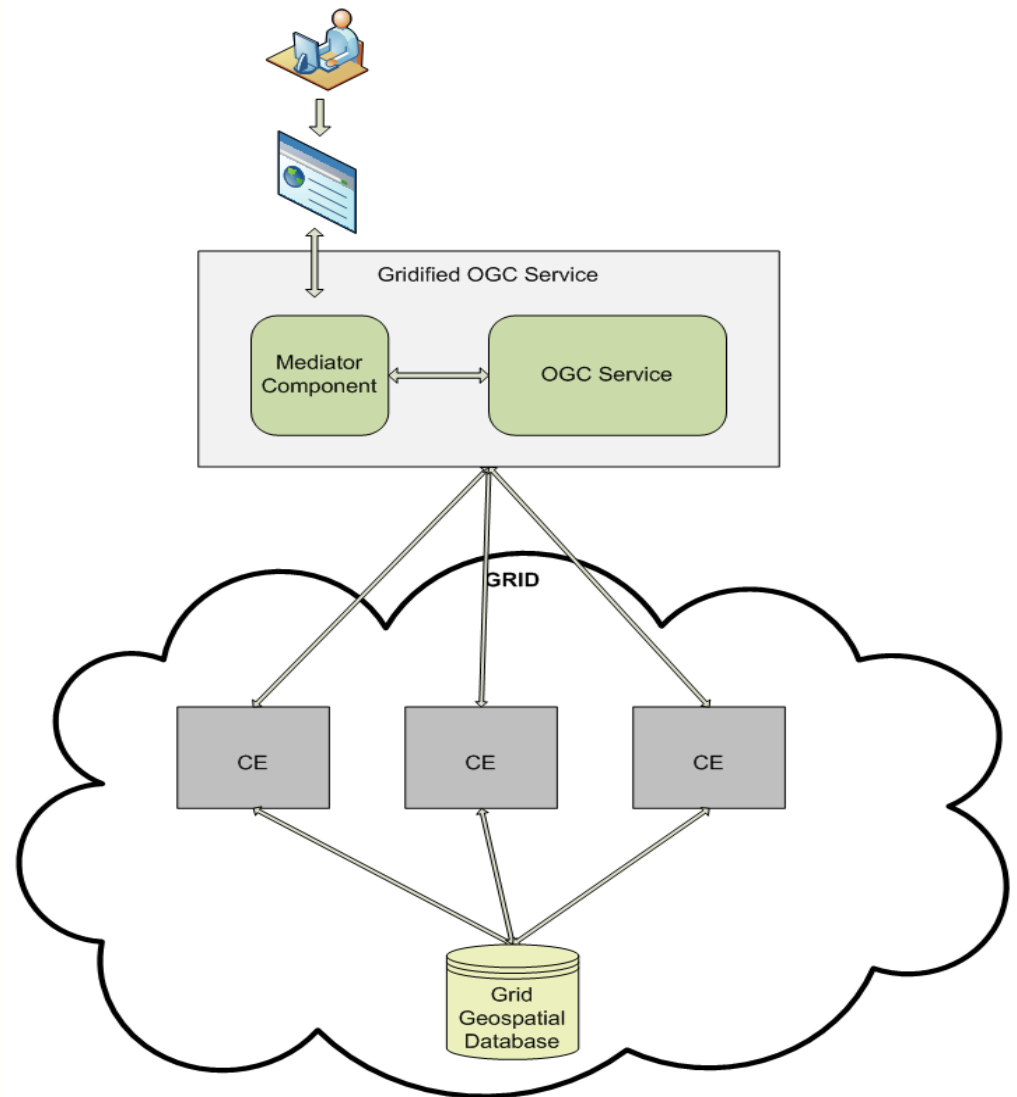 Gridified OGC Service
Mediator
Component
OGC Service
GRID
CE
CE
CE
Grid
Geospatial
Database